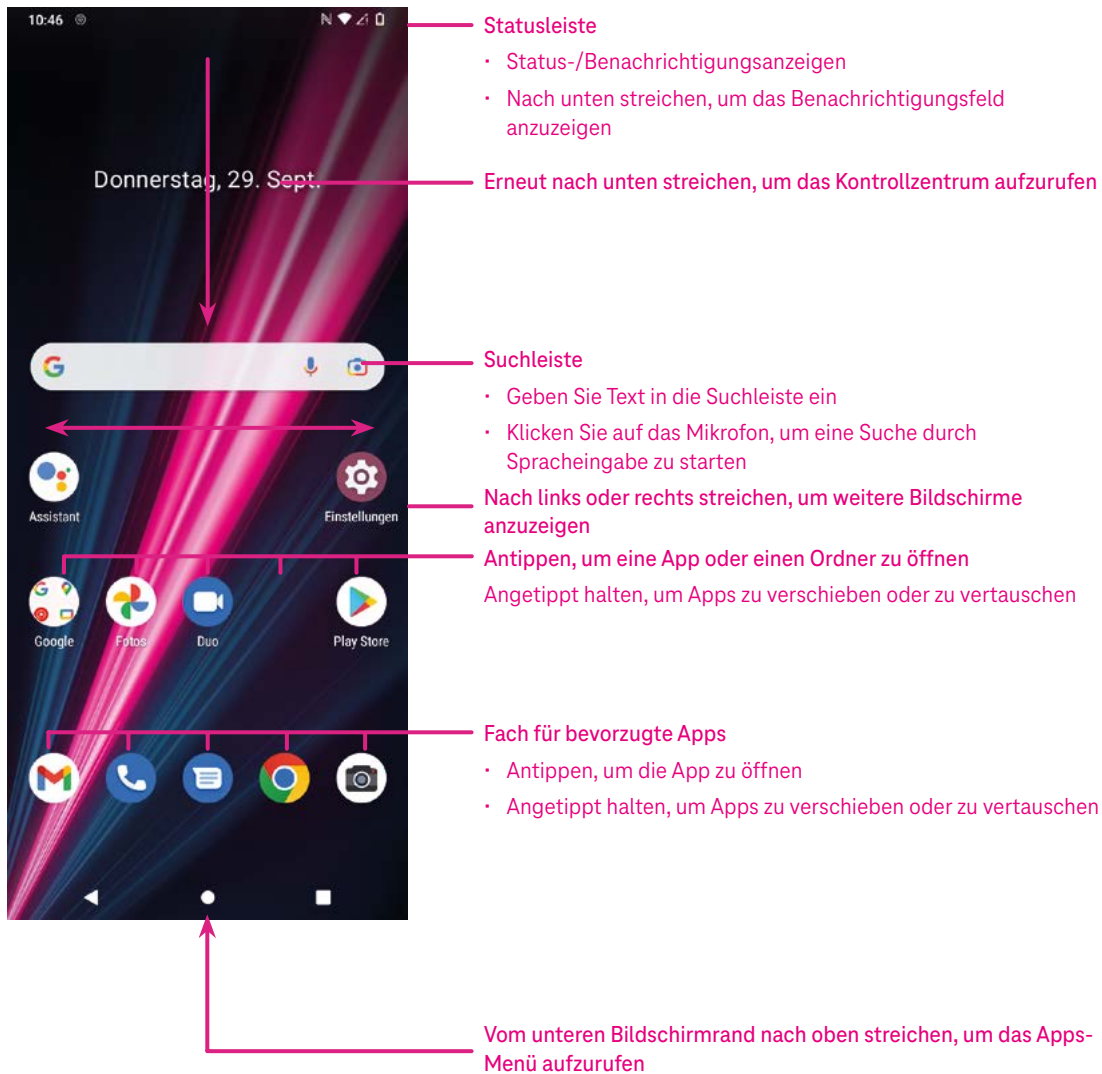 10:46
Statusleiste
· Status-/Benachrichtigungsanzeigen
· Nach unten streichen, um das Benachrichtigungsfeld
anzuzeigen
Donnerstag, 29. Sept.
Erneut nach unten streichen, um das Kontrollzentrum aufzurufen
Suchleiste
· Geben Sie Text in die Suchleiste ein
· Klicken Sie auf das Mikrofon, um eine Suche durch
Spracheingabe zu starten
Assistant
Einstellungen
Nach links oder rechts streichen, um weitere Bildschirme
anzuzeigen
Antippen, um eine App oder einen Ordner zu öffnen
Angetippt halten, um Apps zu verschieben oder zu vertauschen
Google
Fotos
Duo
Play Store
Fach für bevorzugte Apps
· Antippen, um die App zu öffnen
· Angetippt halten, um Apps zu verschieben oder zu vertauschen
Vom unteren Bildschirmrand nach oben streichen, um das Apps-
Menü aufzurufen